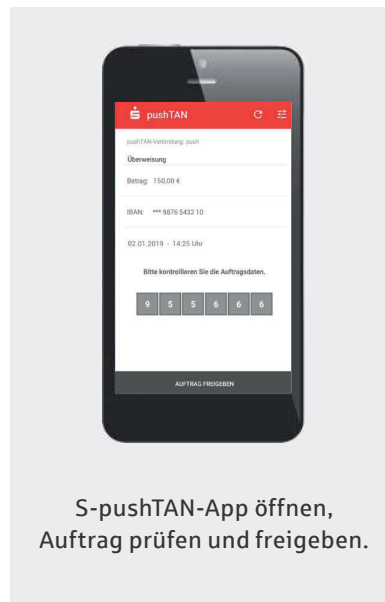 pushTAN
pushTAN-Verbindung: push
Überweisung
Betrag: 150,00 €
IBAN: *** 9876 5432 10
02.01.2019 - 14:25 Uhr
Bitte kontrollieren Sie die Auftragsdaten.
9 5 5 6 6 6
AUFTRAG FREIGEBEN
S-pushTAN-App öffnen,
Auftrag prüfen und freigeben.